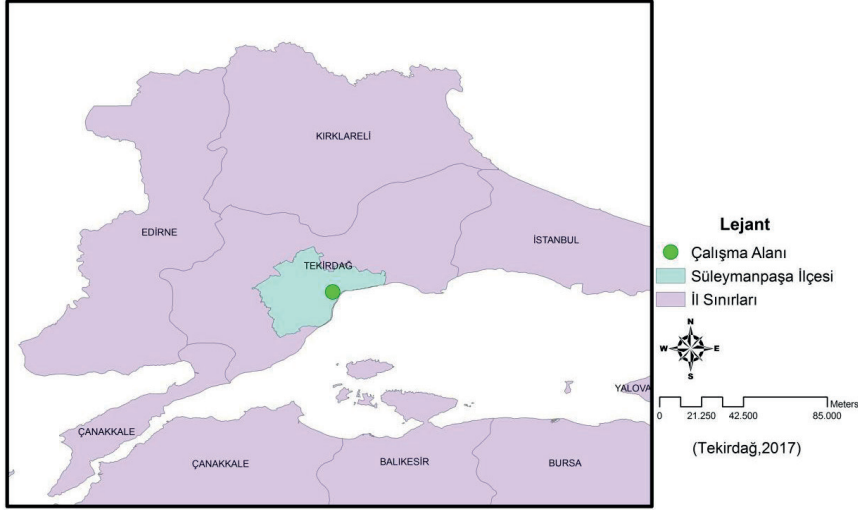 KIRKLARELİ
EDİRNE
İSTANBUL
TEKİRDAĞ
YALOVA
ÇANAKKALE
ÇANAKKALE
BALIKESİR
BURSA
Lejant
Çalışma Alanı
Süleymanpaşa İlçesi
İl Sınırları
N
W E
S
Meters
0 21.250 42.500 85.000
(Tekirdağ,2017)